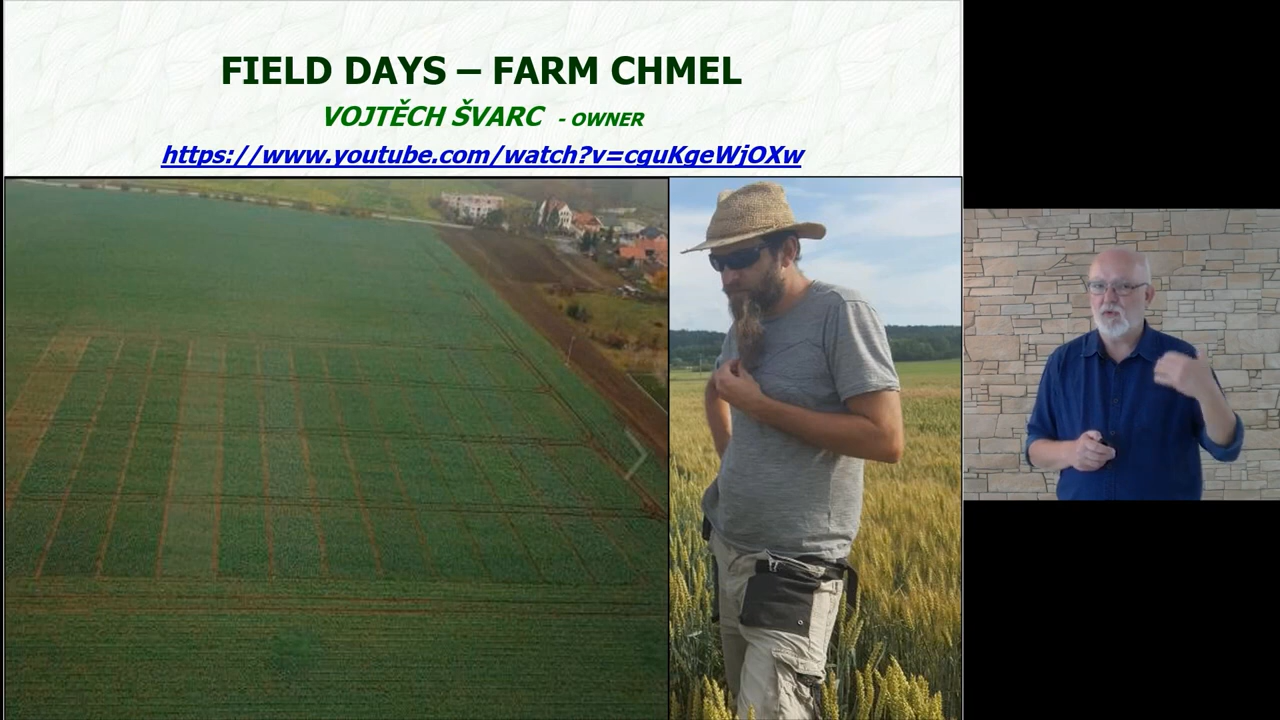 FIELD DAYS – FARM CHMEL
VOJTĚCH ŠVARC - OWNER
https://www.youtube.com/watch?v=cguKgeWjOXw